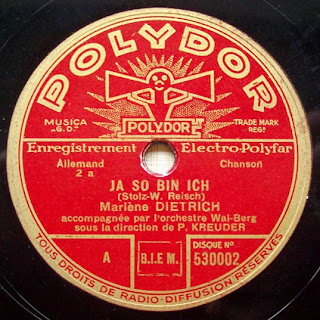 POLYDOR
MUSICA
"G.D."
TRADE MARK
REG?
POLYDOR
Enregistrement Electro-Polyfar
Allemand
2 a
Chanson
JA SO BIN ICH
(Stolz-W. Reisch)
Marlène DIETRICH
accompagnée par l'orchestre Wal-Berg
sous la direction de P. KREUDER
A
B.I.E M.
DISQUE Nº
530002
TOUS DROITS DE RADIO-DIFFUSION RÉSERVÉS